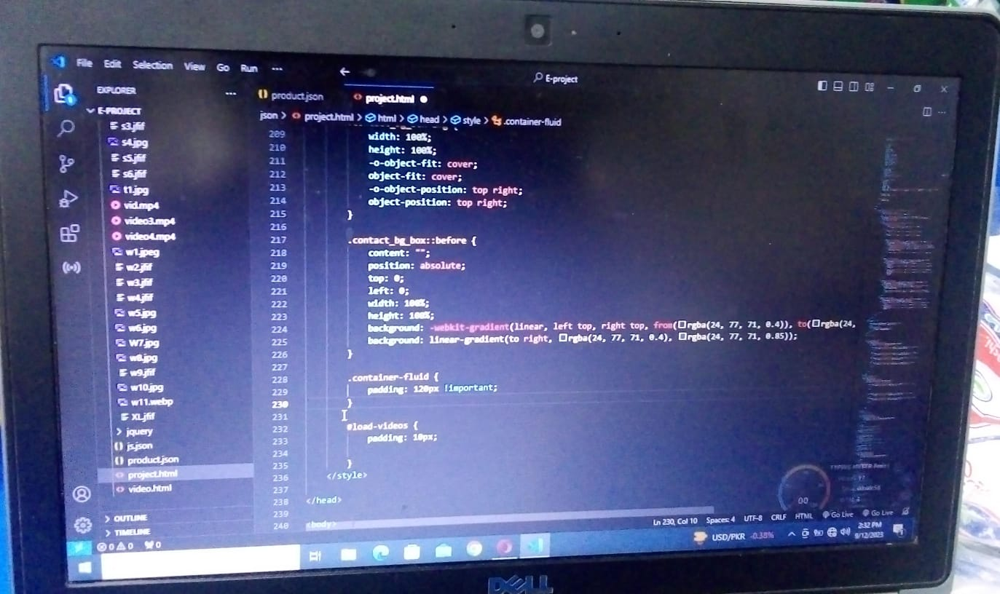 File Edit Selection View Go Run ···
E-project
EXPLORER ···
E-PROJECT
s3.jfif
s4.jpg
s5.jfif
s6.jfif
t1.jpg
vid.mp4
video3.mp4
video4.mp4
w1.jpeg
w2.jfif
w3.jfif
w4.jfif
w5.jpg
w6.jpg
W7.jpg
w8.jpg
w9.jfif
w10.jpg
w11.webp
XL.jfif
jquery
js.json
product.json
project.html
video.html
OUTLINE
TIMELINE
product.json project.html
json > project.html > html > head > style > .container-fluid
209
210 width: 100%;
211 height: 100%;
212 -o-object-fit: cover;
213 object-fit: cover;
214 -o-object-position: top right;
215 object-position: top right;
216 }
217 .contact_bg_box::before {
218 content: "";
219 position: absolute;
220 top: 0;
221 left: 0;
222 width: 100%;
223 height: 100%;
224 background: -webkit-gradient(linear, left top, right top, from(rgba(24, 77, 71, 0.4)), to(rgba(24,
225 background: linear-gradient(to right, rgba(24, 77, 71, 0.4), rgba(24, 77, 71, 0.85));
226 }
227
228 .container-fluid {
229 padding: 120px !important;
230 }
231
232 #load-videos {
233 padding: 10px;
234
235 }
236 </style>
237
238 </head>
239
240 <body>
00
0 0 0
Ln 230, Col 10 Spaces: 4 UTF-8 CRLF HTML Go Live Go Live
USD/PKR -0.38%
2:32 PM
9/12/2023
DELL